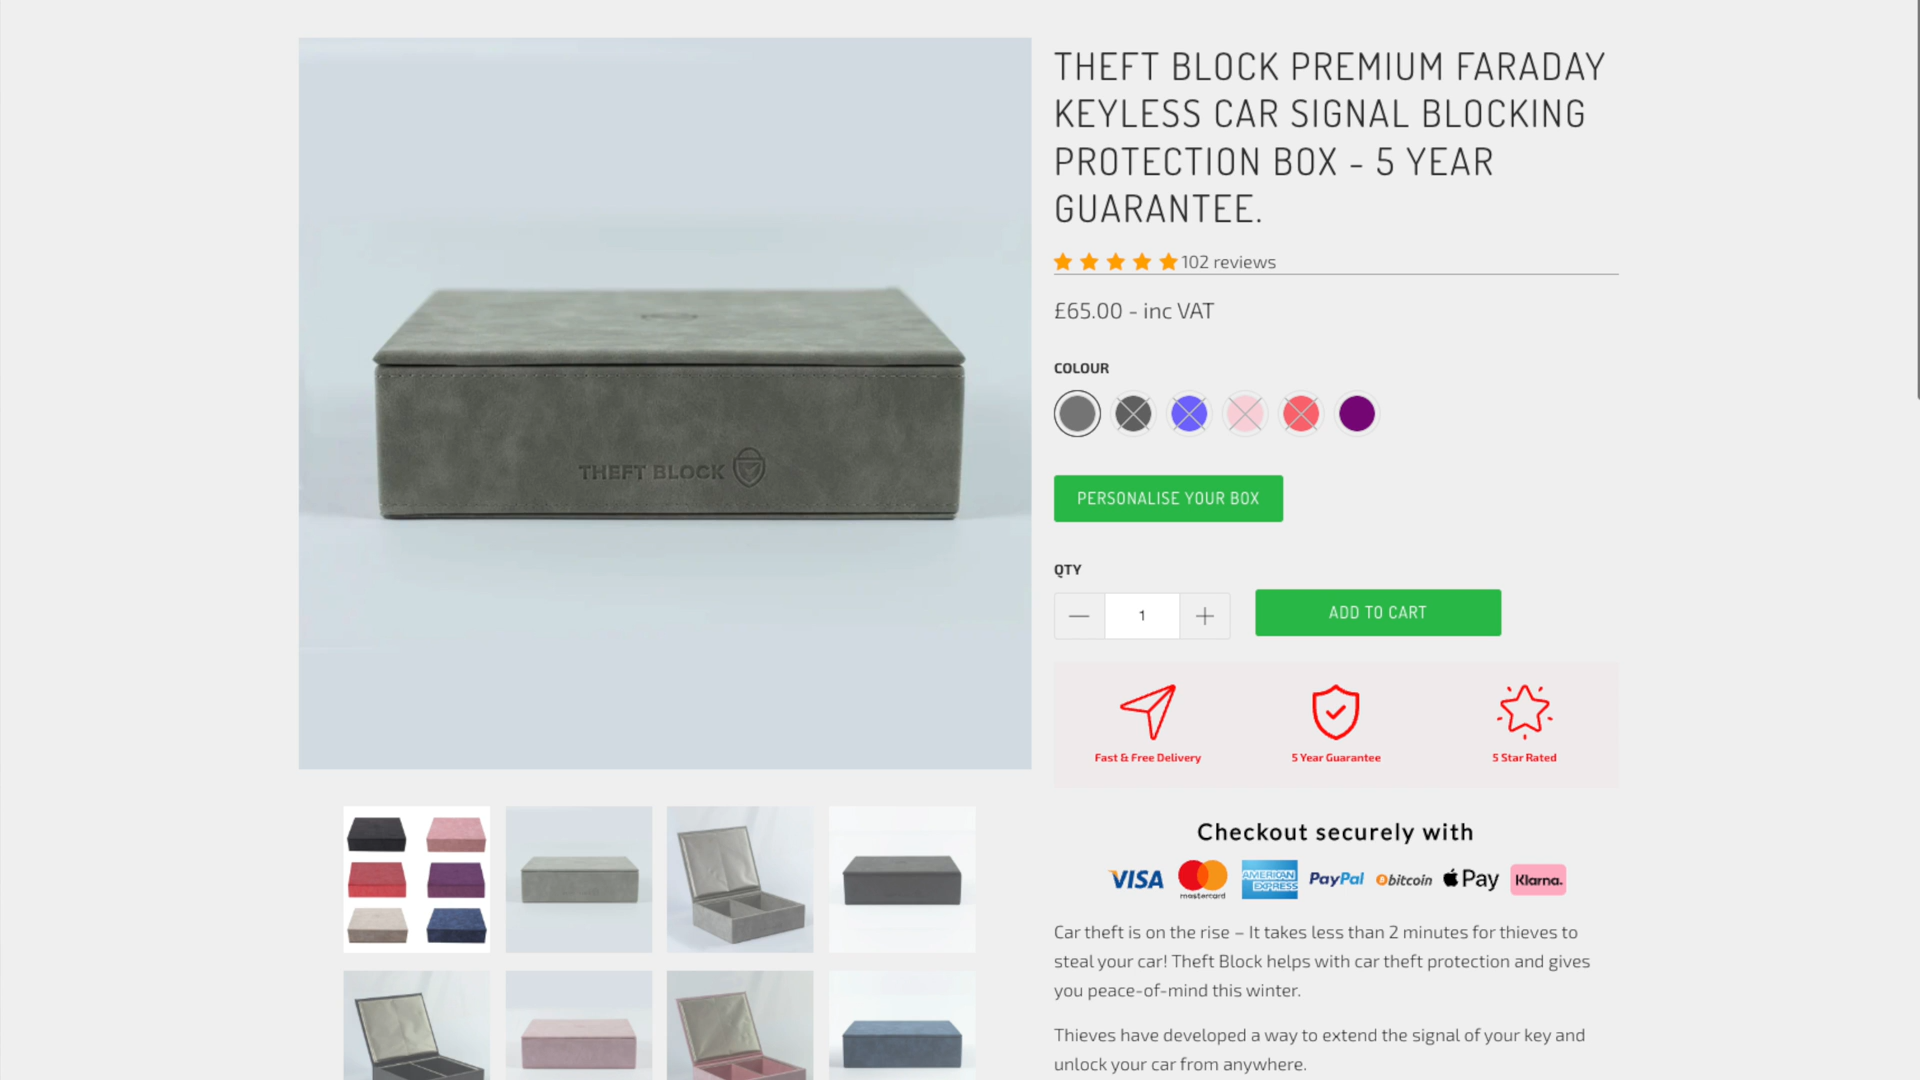 THEFT BLOCK PREMIUM FARADAY
KEYLESS CAR SIGNAL BLOCKING
PROTECTION BOX - 5 YEAR
GUARANTEE.
102 reviews
£65.00 - inc VAT
COLOUR
THEFT BLOCK
PERSONALISE YOUR BOX
QTY
1
ADD TO CART
Fast & Free Delivery
5 Year Guarantee
5 Star Rated
Checkout securely with
VISA
mastercard
AMERICAN EXPRESS
PayPal
bitcoin
Pay
Klarna.
Car theft is on the rise – It takes less than 2 minutes for thieves to
steal your car! Theft Block helps with car theft protection and gives
you peace-of-mind this winter.
Thieves have developed a way to extend the signal of your key and
unlock your car from anywhere.